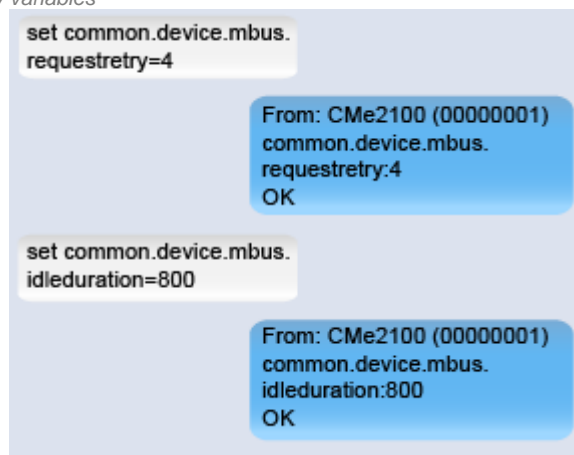 variables
set common.device.mbus.
requestretry=4
From: CMe2100 (00000001)
common.device.mbus.
requestretry:4
OK
set common.device.mbus.
idleduration=800
From: CMe2100 (00000001)
common.device.mbus.
idleduration:800
OK